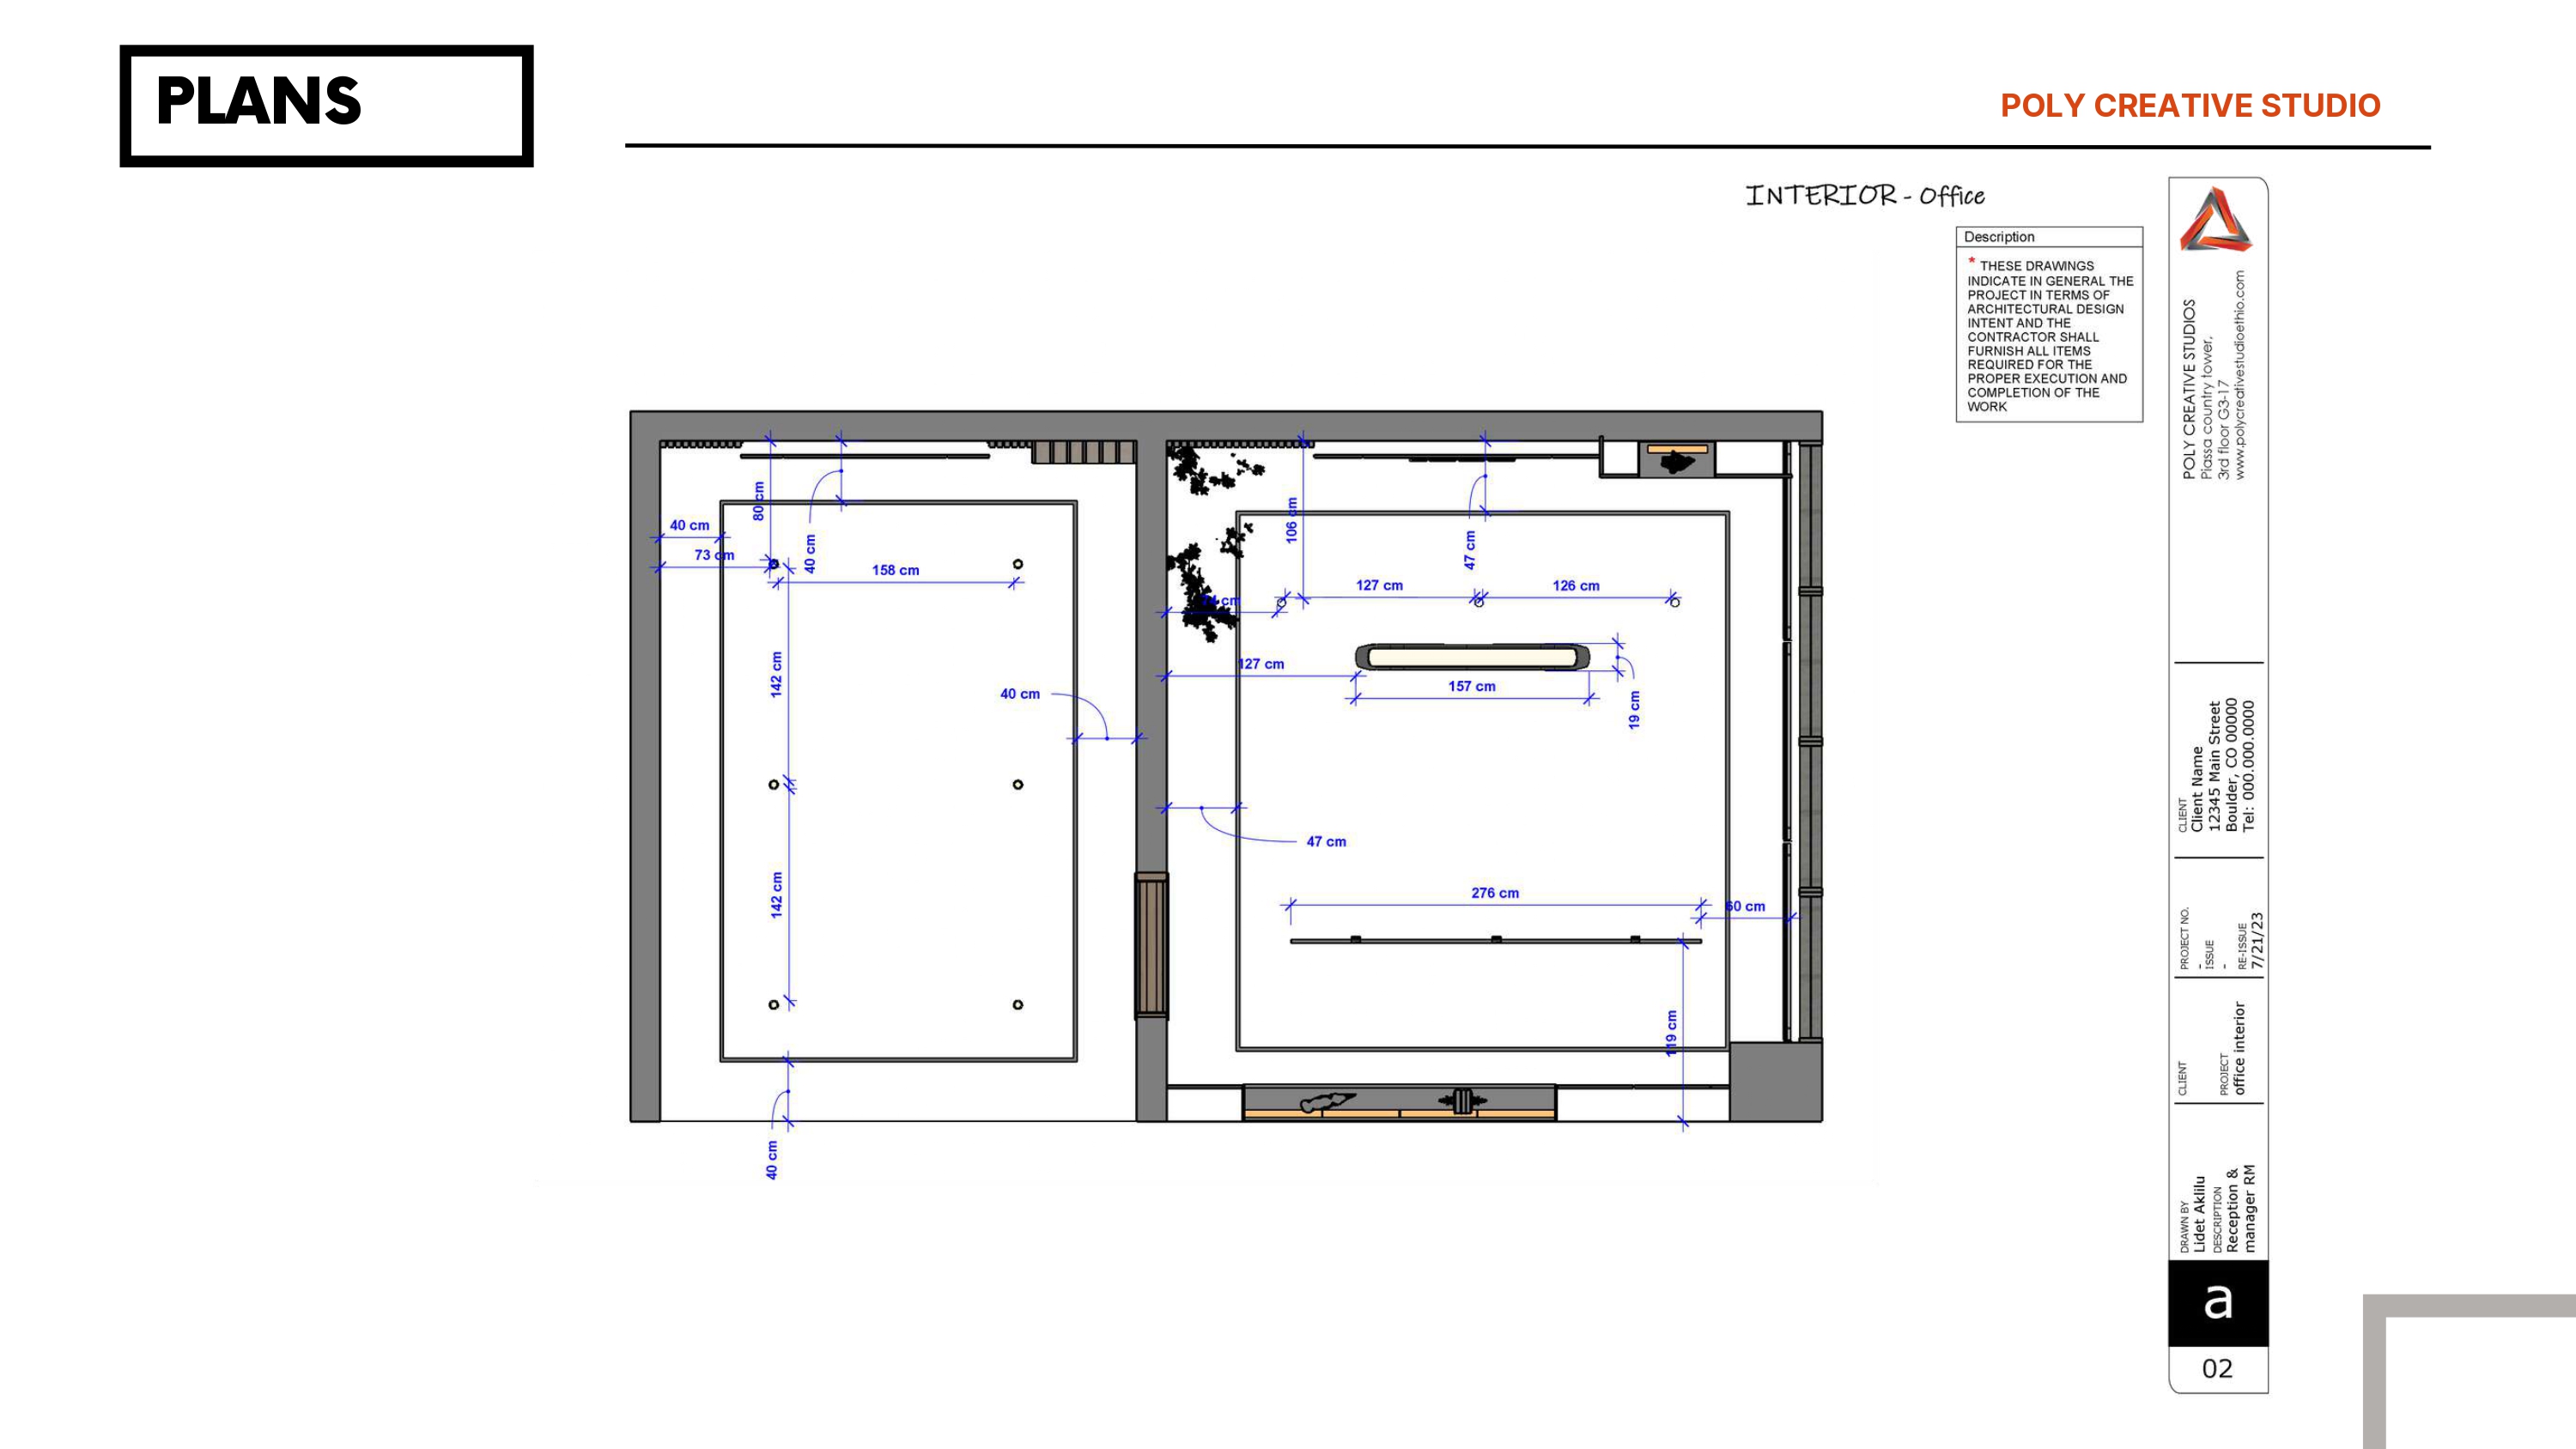 PLANS
POLY CREATIVE STUDIO
INTERIOR - Office
Description
* THESE DRAWINGS
INDICATE IN GENERAL THE
PROJECT IN TERMS OF
ARCHITECTURAL DESIGN
INTENT AND THE
CONTRACTOR SHALL
FURNISH ALL ITEMS
REQUIRED FOR THE
PROPER EXECUTION AND
COMPLETION OF THE
WORK
80 cm
40 cm
73 cm
40 cm
158 cm
142 cm
40 cm
142 cm
40 cm
106 cm
47 cm
127 cm
126 cm
cm
127 cm
157 cm
19 cm
47 cm
276 cm
60 cm
119 cm
POLY CREATIVE STUDIOS
Piassa country tower,
3rd floor G3-17
www.polycreativestudioethio.com
CLIENT
Client Name
12345 Main Street
Boulder, CO 00000
Tel: 000.000.0000
PROJECT NO.
-
ISSUE
-
RE-ISSUE
7/21/23
CLIENT
PROJECT
office interior
DRAWN BY
Lidet Aklilu
DESCRIPTION
Reception &
manager RM
a
02